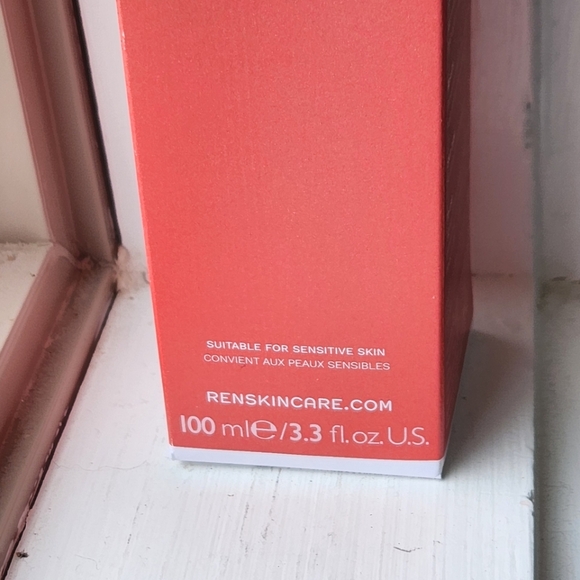 SUITABLE FOR SENSITIVE SKIN
CONVIENT AUX PEAUX SENSIBLES
RENSKINCARE.COM
100 ml℮/3.3 fl.oz.U.S.